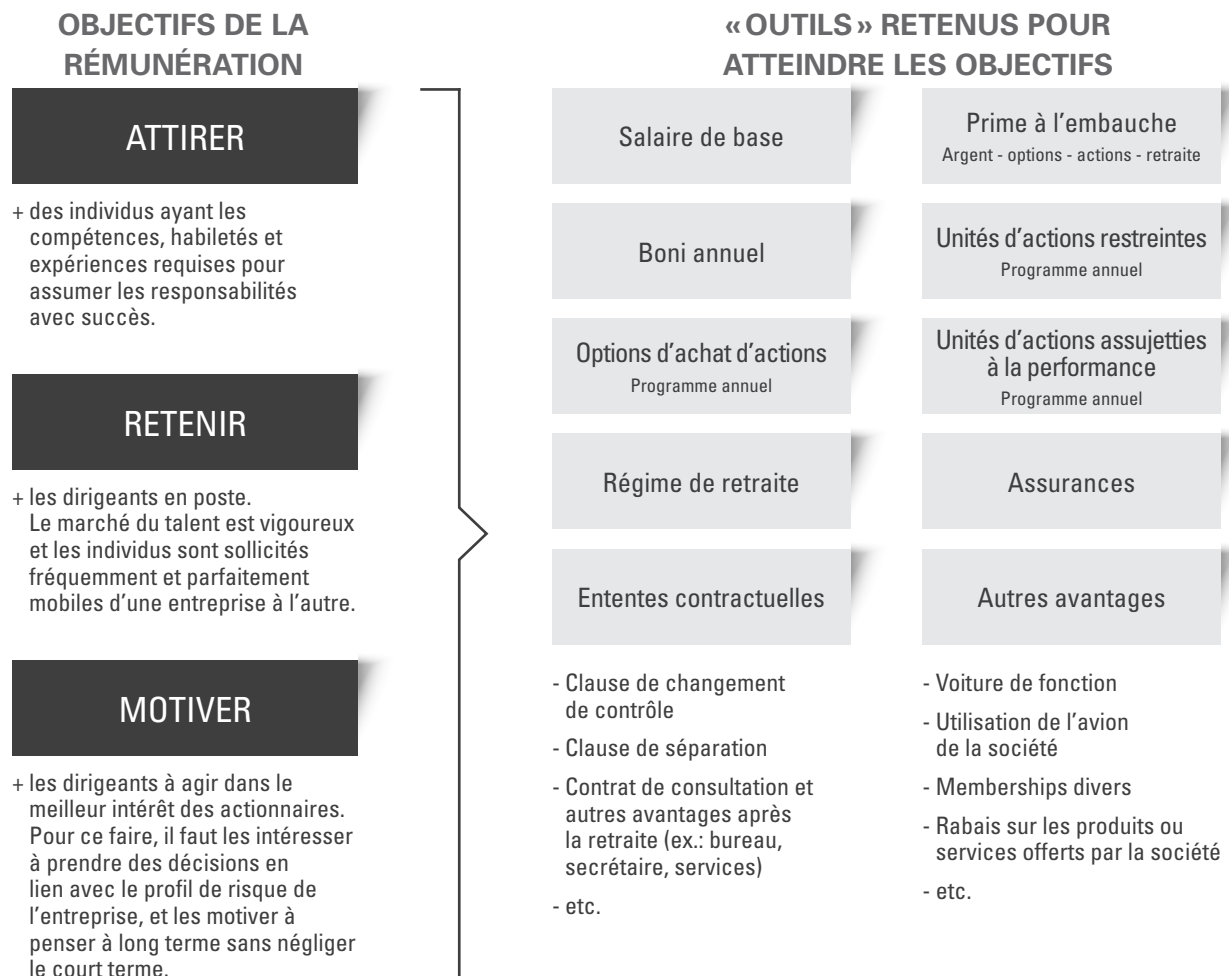 OBJECTIFS DE LA
RÉMUNÉRATION
ATTIRER
+ des individus ayant les
compétences, habiletés et
expériences requises pour
assumer les responsabilités
avec succès.
RETENIR
+ les dirigeants en poste.
Le marché du talent est vigoureux
et les individus sont sollicités
fréquemment et parfaitement
mobiles d'une entreprise à l'autre.
MOTIVER
+ les dirigeants à agir dans le
meilleur intérêt des actionnaires.
Pour ce faire, il faut les intéresser
à prendre des décisions en
lien avec le profil de risque de
l'entreprise, et les motiver à
penser à long terme sans négliger
le court terme.
«OUTILS» RETENUS POUR
ATTEINDRE LES OBJECTIFS
Salaire de base
Prime à l'embauche
Argent - options - actions - retraite
Boni annuel
Unités d'actions restreintes
Programme annuel
Options d'achat d'actions
Programme annuel
Unités d'actions assujetties
à la performance
Programme annuel
Régime de retraite
Assurances
Ententes contractuelles
Autres avantages
- Clause de changement
de contrôle
- Clause de séparation
- Contrat de consultation et
autres avantages après
la retraite (ex.: bureau,
secrétaire, services)
- etc.
- Voiture de fonction
- Utilisation de l'avion
de la société
- Memberships divers
- Rabais sur les produits ou
services offerts par la société
- etc.